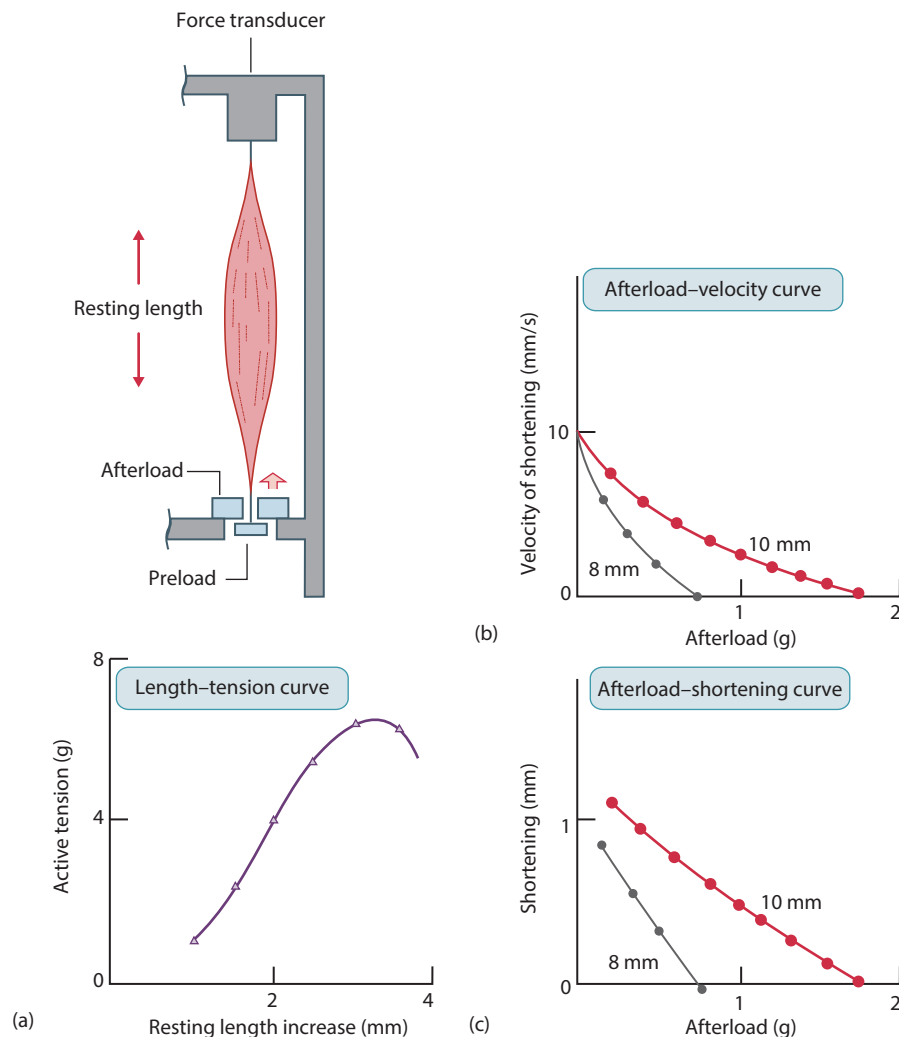 Force transducer
Resting length
Afterload
Preload
8
Length–tension curve
Active tension (g)
4
0
2
4
Resting length increase (mm)
(a)
Afterload–velocity curve
Velocity of shortening (mm/s)
10
10 mm
8 mm
0
1
2
Afterload (g)
(b)
Afterload–shortening curve
Shortening (mm)
1
10 mm
8 mm
0
1
2
Afterload (g)
(c)